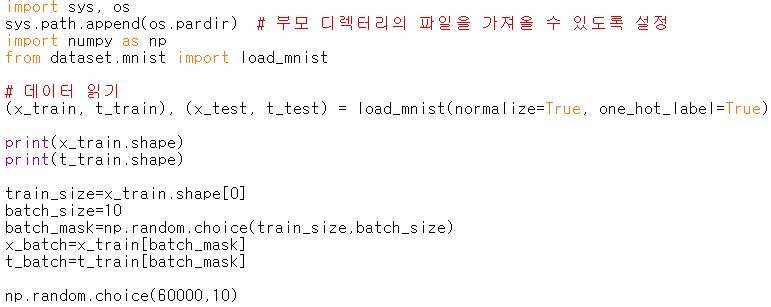 import sys, os
sys.path.append(os.pardir)  # 부모 디렉터리의 파일을 가져올 수 있도록 설정
import numpy as np
from dataset.mnist import load_mnist
# 데이터 읽기
(x_train, t_train), (x_test, t_test) = load_mnist(normalize=True, one_hot_label=True)
print(x_train.shape)
print(t_train.shape)
train_size=x_train.shape[0]
batch_size=10
batch_mask=np.random.choice(train_size,batch_size)
x_batch=x_train[batch_mask]
t_batch=t_train[batch_mask]
np.random.choice(60000,10)